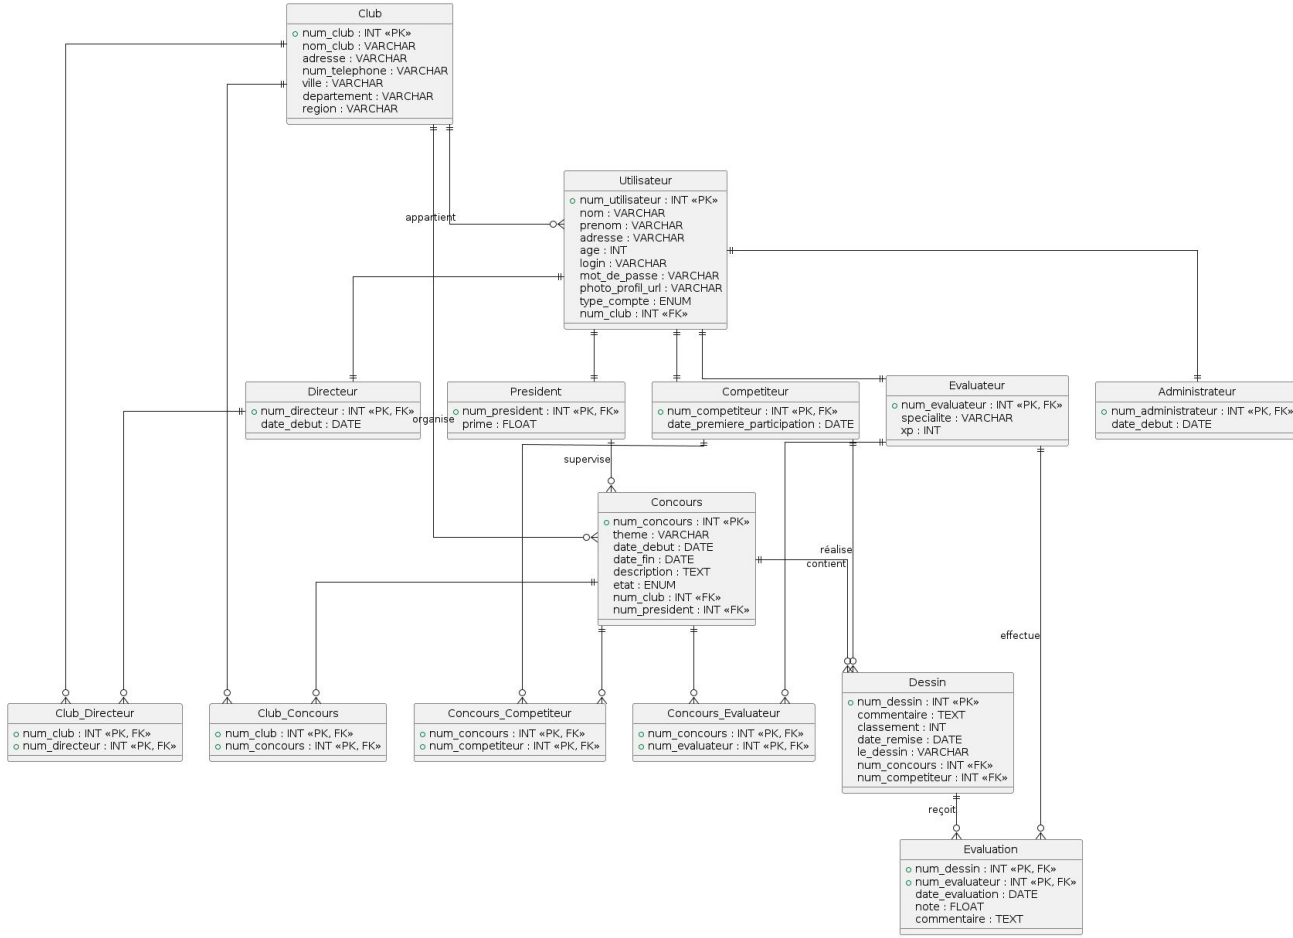 Club
num_club : INT «PK»
nom_club : VARCHAR
adresse : VARCHAR
num_telephone : VARCHAR
ville : VARCHAR
departement : VARCHAR
region : VARCHAR
appartient
Utilisateur
num_utilisateur : INT «PK»
nom : VARCHAR
prenom : VARCHAR
adresse : VARCHAR
age : INT
login : VARCHAR
mot_de_passe : VARCHAR
photo_profil_url : VARCHAR
type_compte : ENUM
num_club : INT «FK»
Directeur
num_directeur : INT «PK, FK»
date_debut : DATE
organise
President
num_president : INT «PK, FK»
prime : FLOAT
Competiteur
num_competiteur : INT «PK, FK»
date_premiere_participation : DATE
Evaluateur
num_evaluateur : INT «PK, FK»
specialite : VARCHAR
xp : INT
Administrateur
num_administrateur : INT «PK, FK»
date_debut : DATE
supervise
Concours
num_concours : INT «PK»
theme : VARCHAR
date_debut : DATE
date_fin : DATE
description : TEXT
etat : ENUM
num_club : INT «FK»
num_president : INT «FK»
réalise
contient
effectue
Club_Directeur
num_club : INT «PK, FK»
num_directeur : INT «PK, FK»
Club_Concours
num_club : INT «PK, FK»
num_concours : INT «PK, FK»
Concours_Competiteur
num_concours : INT «PK, FK»
num_competiteur : INT «PK, FK»
Concours_Evaluateur
num_concours : INT «PK, FK»
num_evaluateur : INT «PK, FK»
Dessin
num_dessin : INT «PK»
commentaire : TEXT
classement : INT
date_remise : DATE
le_dessin : VARCHAR
num_concours : INT «FK»
num_competiteur : INT «FK»
reçoit
Evaluation
num_dessin : INT «PK, FK»
num_evaluateur : INT «PK, FK»
date_evaluation : DATE
note : FLOAT
commentaire : TEXT